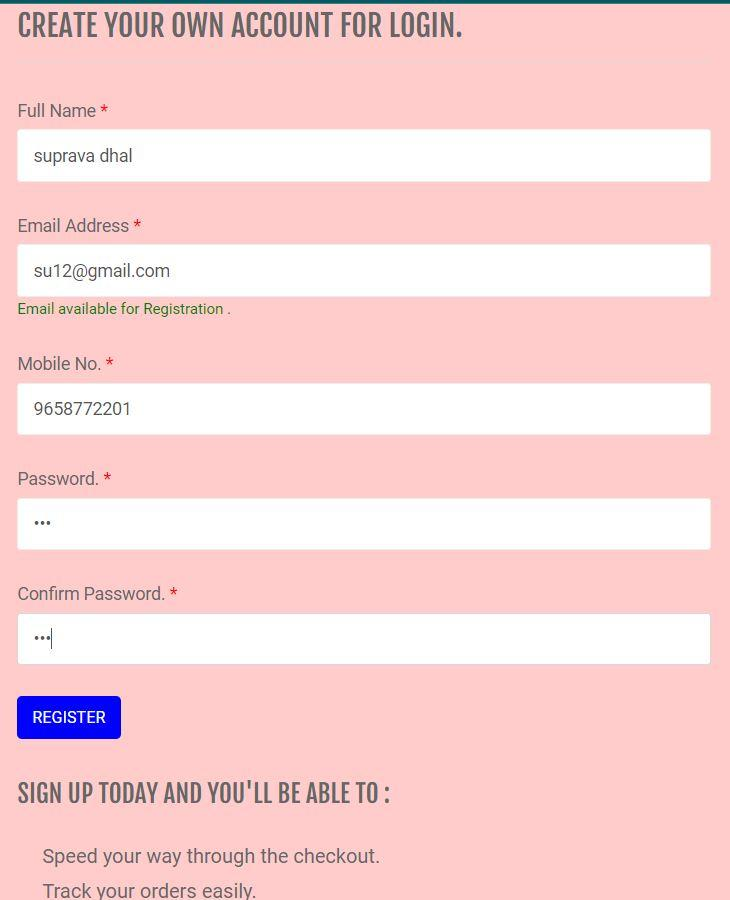 CREATE YOUR OWN ACCOUNT FOR LOGIN.
Full Name *
suprava dhal
Email Address *
su12@gmail.com
Email available for Registration .
Mobile No. *
9658772201
Password. *
•••
Confirm Password. *
•••
REGISTER
SIGN UP TODAY AND YOU'LL BE ABLE TO :
Speed your way through the checkout.
Track your orders easily.